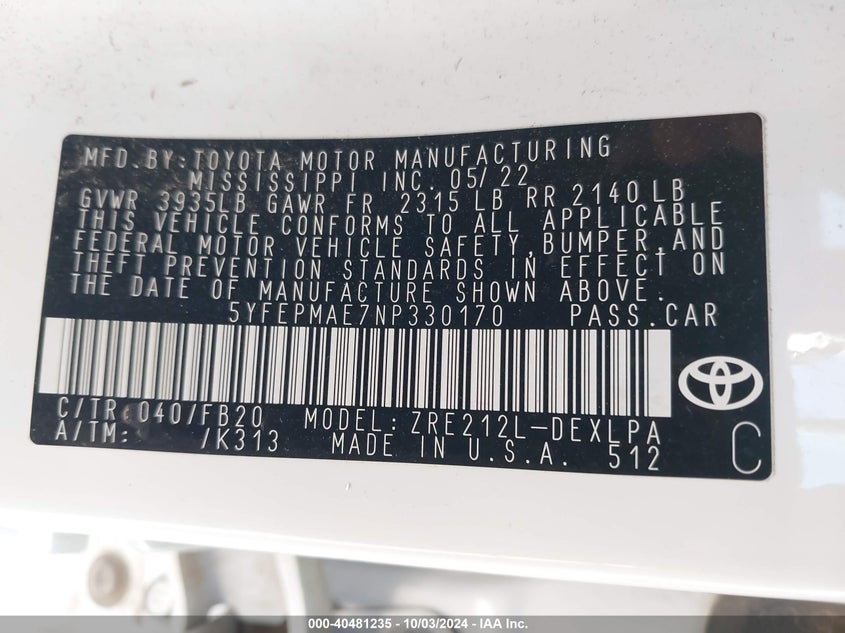 MFD. BY: TOYOTA MOTOR MANUFACTURING
MISSISSIPPI INC. 05/22
GVWR 3935LB GAWR FR 2315 LB RR 2140 LB
THIS VEHICLE CONFORMS TO ALL APPLICABLE
FEDERAL MOTOR VEHICLE SAFETY, BUMPER, AND
THEFT PREVENTION STANDARDS IN EFFECT ON
THE DATE OF MANUFACTURE SHOWN ABOVE.
5YFEPMAE7NP330170 PASS. CAR
C/TR: 040/FB20 MODEL: ZRE212L-DEXLPA
A/TM: /K313 MADE IN U.S.A. 512 C
000-40481235 - 10/03/2024 - IAA Inc.